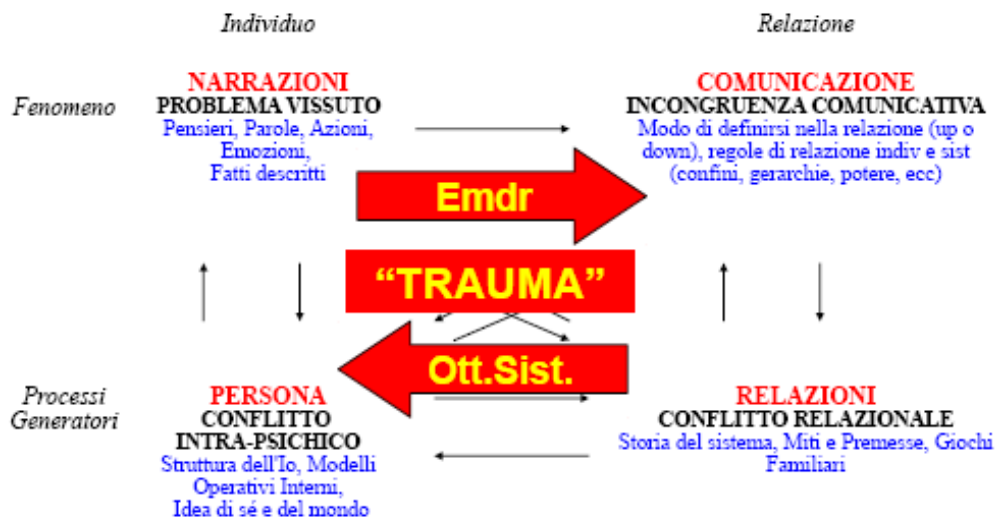 Individuo
Relazione
Fenomeno
NARRAZIONI
PROBLEMA VISSUTO
Pensieri, Parole, Azioni,
Emozioni,
Fatti descritti
COMUNICAZIONE
INCONGRUENZA COMUNICATIVA
Modo di definirsi nella relazione (up o
down), regole di relazione indiv e sist
(confini, gerarchie, potere, ecc)
Emdr
“TRAUMA”
Ott.Sist.
Processi
Generatori
PERSONA
CONFLITTO
INTRA-PSICHICO
Struttura dell'Io, Modelli
Operativi Interni,
Idea di sé e del mondo
RELAZIONI
CONFLITTO RELAZIONALE
Storia del sistema, Miti e Premesse, Giochi
Familiari